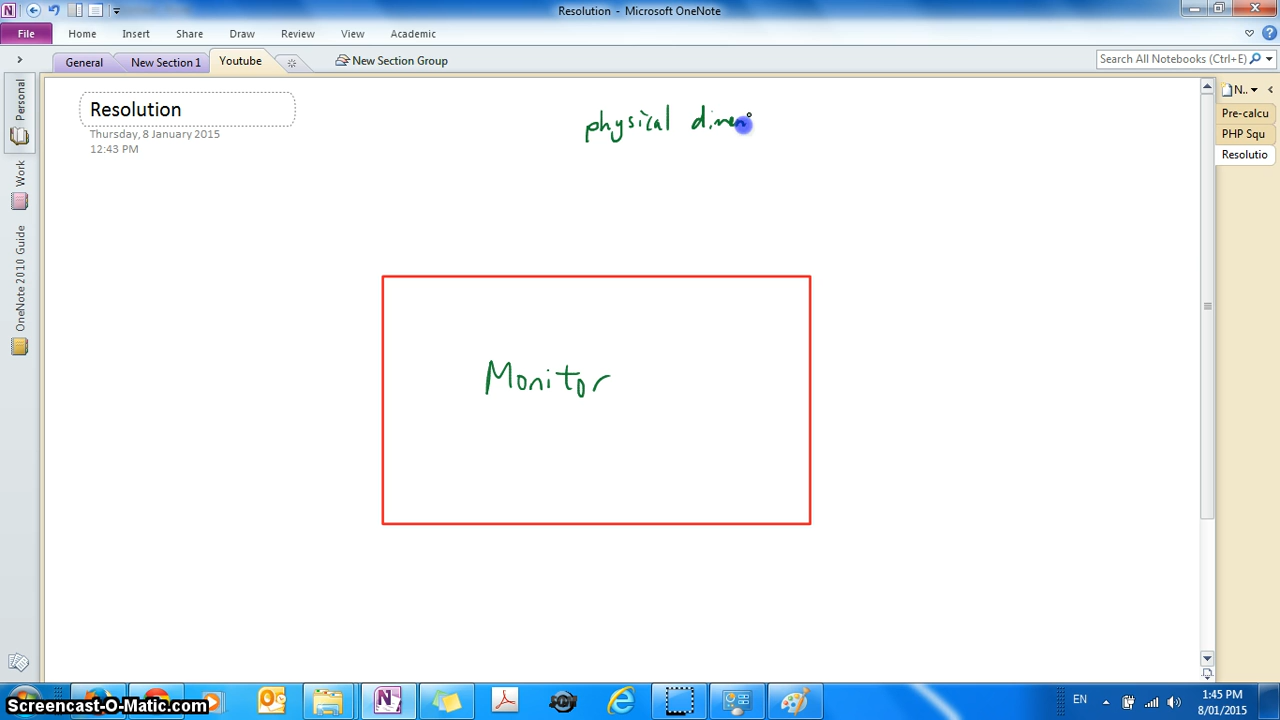 Resolution - Microsoft OneNote
File Home Insert Share Draw Review View Academic
General New Section 1 Youtube New Section Group
Search All Notebooks (Ctrl+E)
N..
Personal
Work
OneNote 2010 Guide
Pre-calcu
PHP Squ
Resolutio
Resolution
Thursday, 8 January 2015
12:43 PM
physical dimen
Monitor
EN
1:45 PM
8/01/2015
Screencast-O-Matic.com